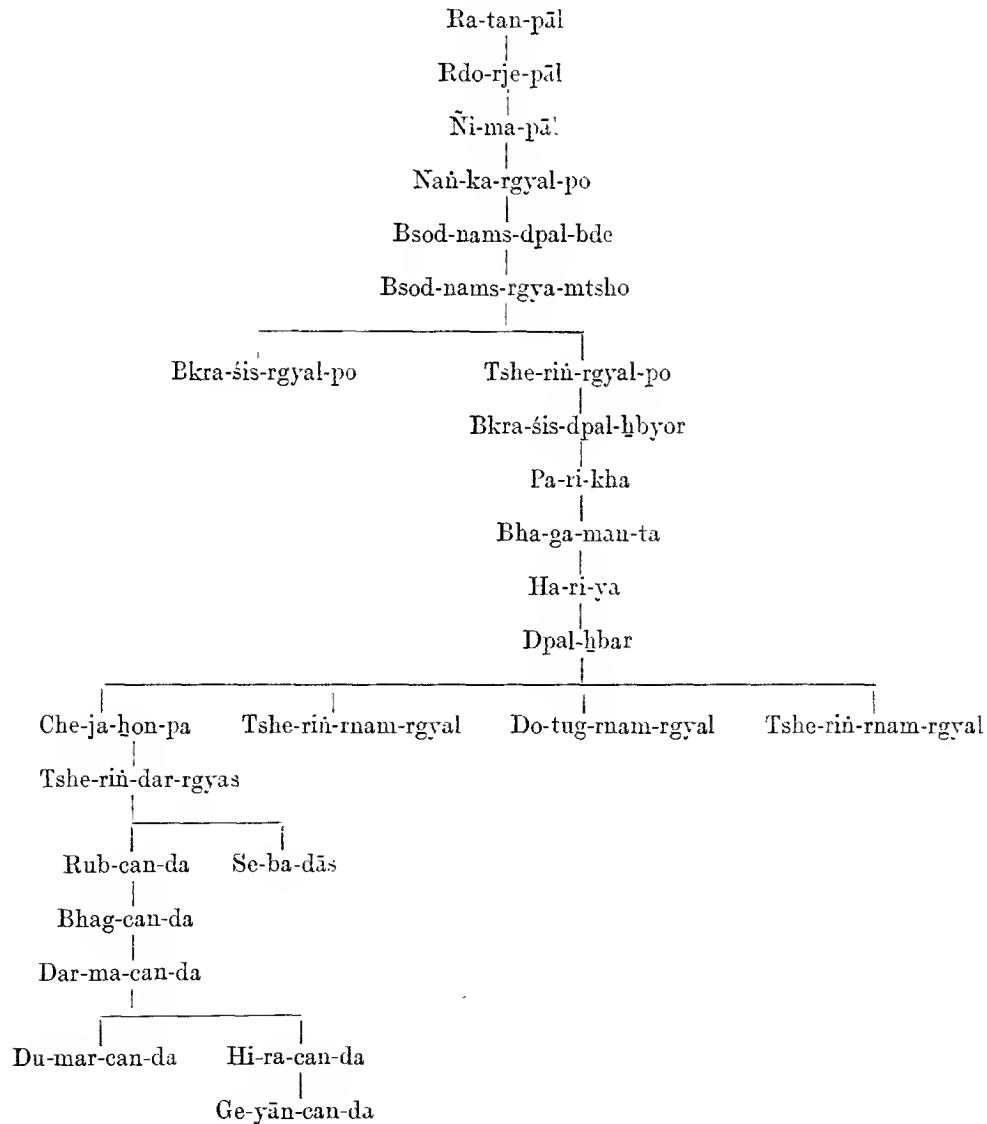 Ra-tan-pāl
Rdo-rje-pāl
Ñi-ma-pāl
Naṅ-ka-rgyal-po
Bsod-nams-dpal-bde
Bsod-nams-rgya-mtsho
Bkra-śis-rgyal-po Tshe-riṅ-rgyal-po
Bkra-śis-dpal-ẖbyor
Pa-ri-kha
Bha-ga-man-ta
Ha-ri-ya
Dpal-ẖbar
Che-ja-ẖon-pa Tshe-riṅ-rnam-rgyal Do-tug-rnam-rgyal Tshe-riṅ-rnam-rgyal
Tshe-riṅ-dar-rgyas
Rub-can-da Se-ba-dās
Bhag-can-da
Dar-ma-can-da
Du-mar-can-da Hi-ra-can-da
Ge-yān-can-da